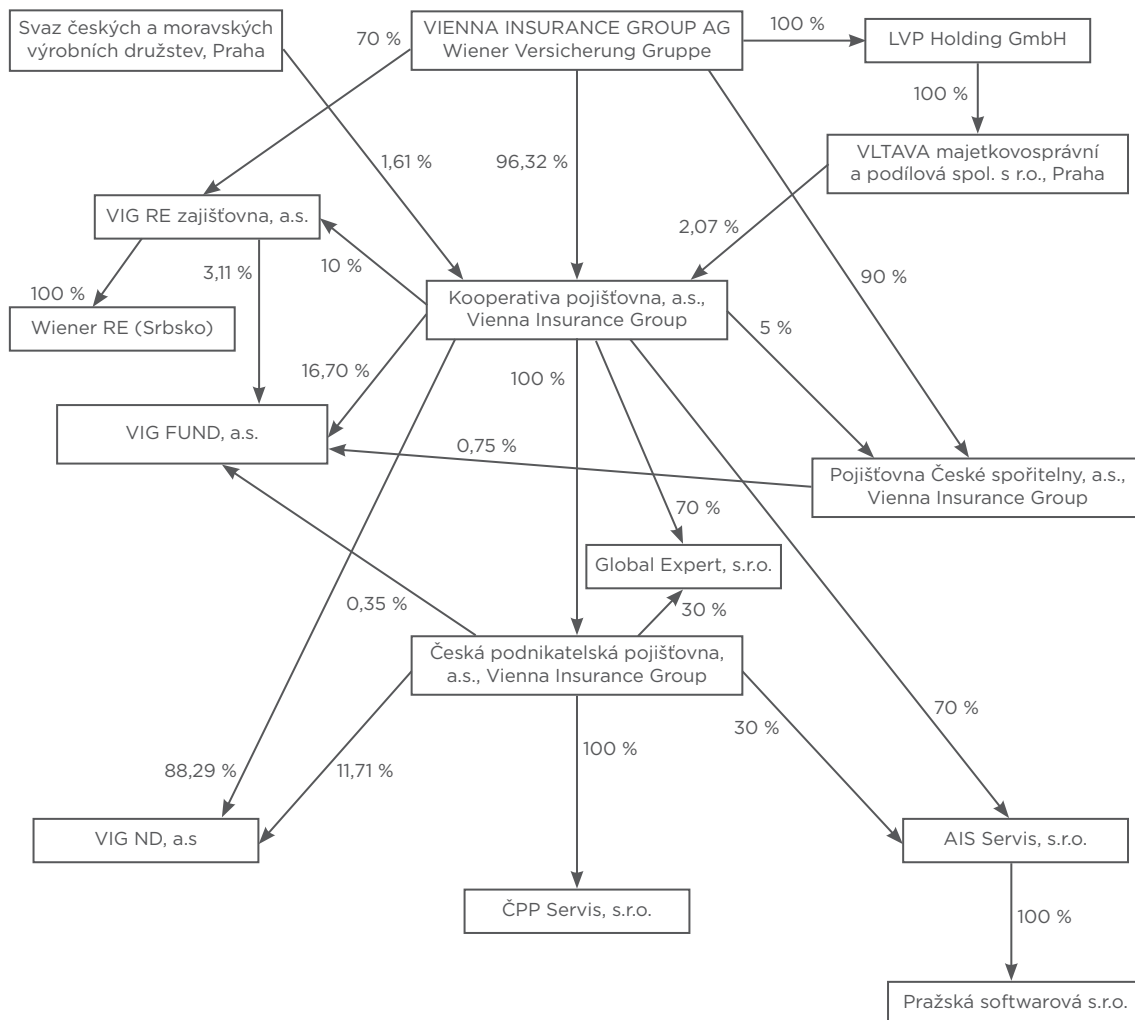 Svaz českých a moravských
výrobních družstev, Praha
70 %
VIENNA INSURANCE GROUP AG
Wiener Versicherung Gruppe
100 %
LVP Holding GmbH
100 %
1,61 %
96,32 %
VLTAVA majetkovosprávní
a podílová spol. s r.o., Praha
VIG RE zajišťovna, a.s.
2,07 %
3,11 %
10 %
90 %
100 %
Wiener RE (Srbsko)
Kooperativa pojišťovna, a.s.,
Vienna Insurance Group
5 %
16,70 %
100 %
VIG FUND, a.s.
0,75 %
Pojišťovna České spořitelny, a.s.,
Vienna Insurance Group
70 %
Global Expert, s.r.o.
0,35 %
30 %
Česká podnikatelská pojišťovna,
a.s., Vienna Insurance Group
70 %
30 %
100 %
88,29 %
11,71 %
VIG ND, a.s
AIS Servis, s.r.o.
ČPP Servis, s.r.o.
100 %
Pražská softwarová s.r.o.